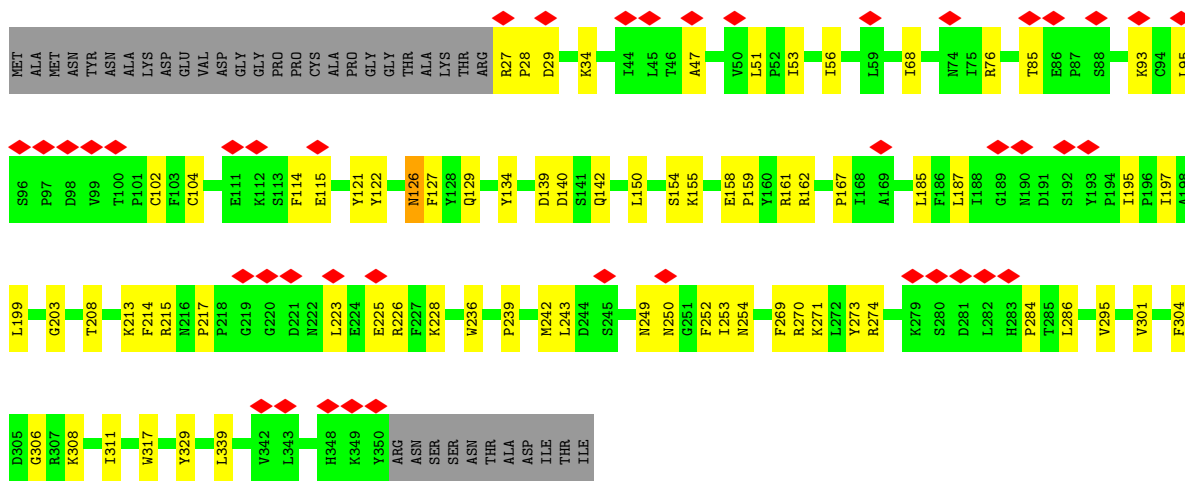 MET ALA MET ASN TYR ASN ALA LYS ASP GLU VAL ASP GLY GLY PRO PRO CYS ALA PRO GLY GLY THR ALA LYS THR ARG R27 P28 D29 K34 I44 L45 T46 A47 V50 L51 P52 I53 I56 L59 I68 N74 I75 R76 T85 E86 P87 S88 K93 C94 L95
S96 P97 D98 V99 T100 P101 C102 F103 C104 E111 K112 S113 F114 E115 Y121 Y122 N126 F127 Y128 Q129 Y134 D139 D140 S141 Q142 L150 S154 K155 E158 P159 Y160 R161 R162 P167 I168 A169 L185 F186 L187 I188 G189 N190 D191 S192 Y193 P194 I195 P196 I197 A198
L199 G203 T208 K213 F214 R215 N216 P217 P218 G219 G220 D221 N222 L223 E224 E225 R226 F227 K228 W236 P239 M242 L243 D244 S245 N249 N250 G251 F252 I253 N254 F269 R270 K271 L272 Y273 R274 K279 S280 D281 L282 H283 P284 T285 L286 V295 V301 F304
D305 G306 R307 K308 I311 W317 Y329 L339 V342 L343 H348 K349 Y350 ARG ASN SER SER ASN THR ALA ASP ILE THR ILE